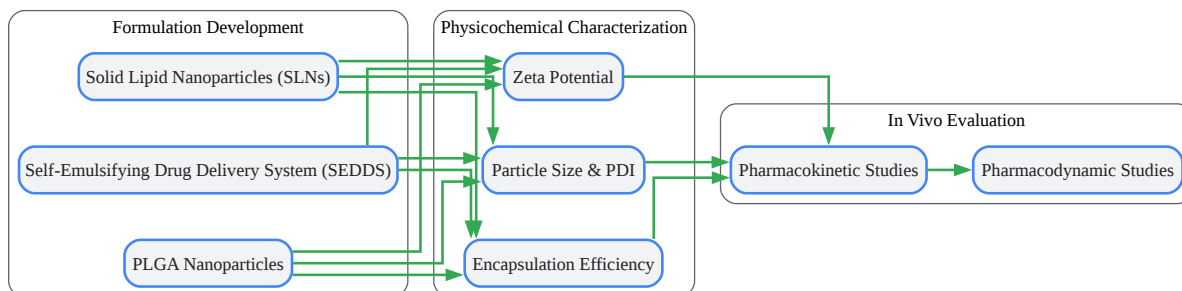 Formulation Development
Solid Lipid Nanoparticles (SLNs)
Self-Emulsifying Drug Delivery System (SEDDS)
PLGA Nanoparticles
Physicochemical Characterization
Zeta Potential
Particle Size & PDI
Encapsulation Efficiency
In Vivo Evaluation
Pharmacokinetic Studies
Pharmacodynamic Studies